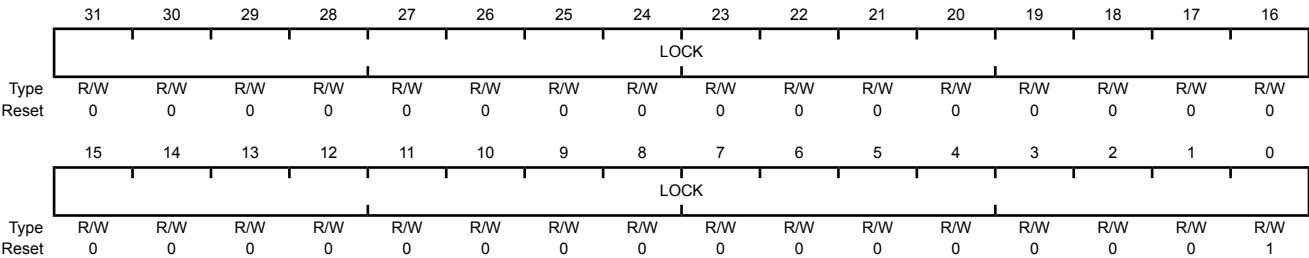 31 30 29 28 27 26 25 24 23 22 21 20 19 18 17 16
LOCK
Type R/W R/W R/W R/W R/W R/W R/W R/W R/W R/W R/W R/W R/W R/W R/W R/W
Reset 0 0 0 0 0 0 0 0 0 0 0 0 0 0 0 0
15 14 13 12 11 10 9 8 7 6 5 4 3 2 1 0
LOCK
Type R/W R/W R/W R/W R/W R/W R/W R/W R/W R/W R/W R/W R/W R/W R/W R/W
Reset 0 0 0 0 0 0 0 0 0 0 0 0 0 0 0 1